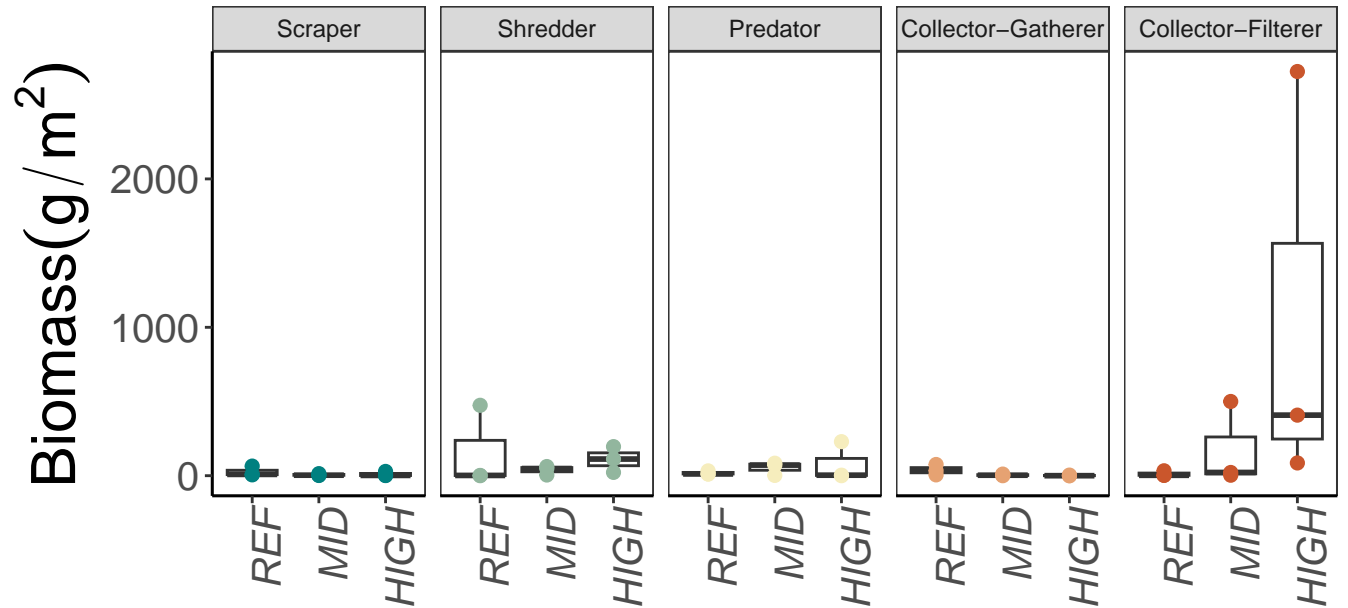 Scraper
Shredder
Predator
Collector–Gatherer
Collector–Filterer
Biomass(g/m²)
2000
1000
0
REF
MID
HIGH
REF
MID
HIGH
REF
MID
HIGH
REF
MID
HIGH
REF
MID
HIGH